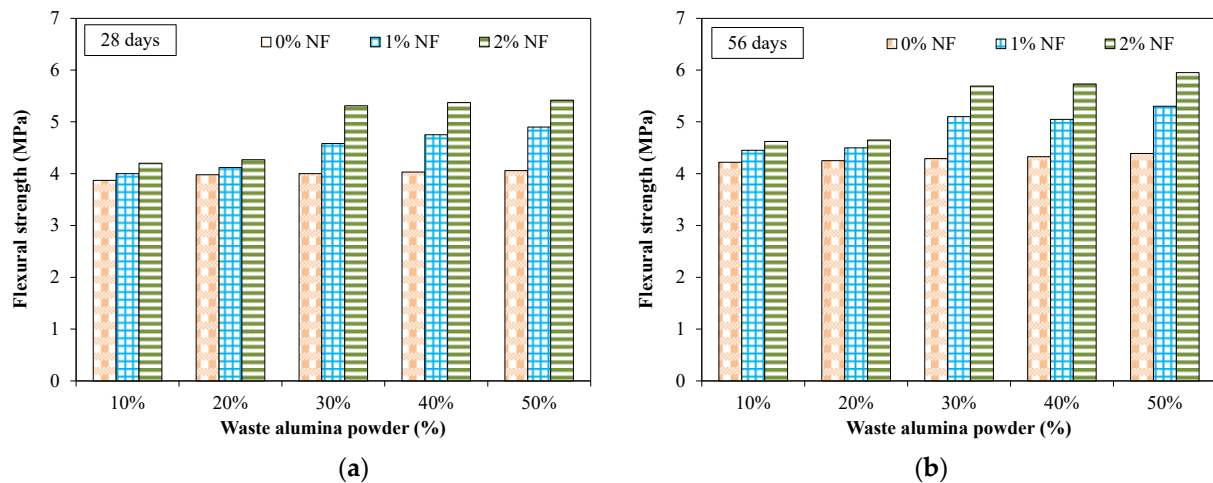 28 days
0% NF 1% NF 2% NF
Flexural strength (MPa)
7
6
5
4
3
2
1
0
10% 20% 30% 40% 50%
Waste alumina powder (%)
(a)
56 days
0% NF 1% NF 2% NF
Flexural strength (MPa)
7
6
5
4
3
2
1
0
10% 20% 30% 40% 50%
Waste alumina powder (%)
(b)